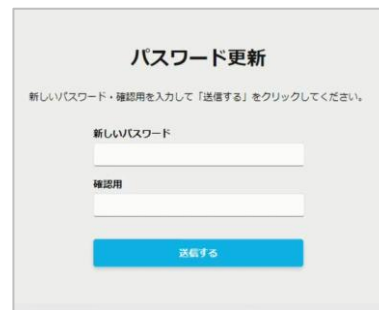 パスワード更新
新しいパスワード・確認用を入力して「送信する」をクリックしてください。
新しいパスワード
確認用
送信する